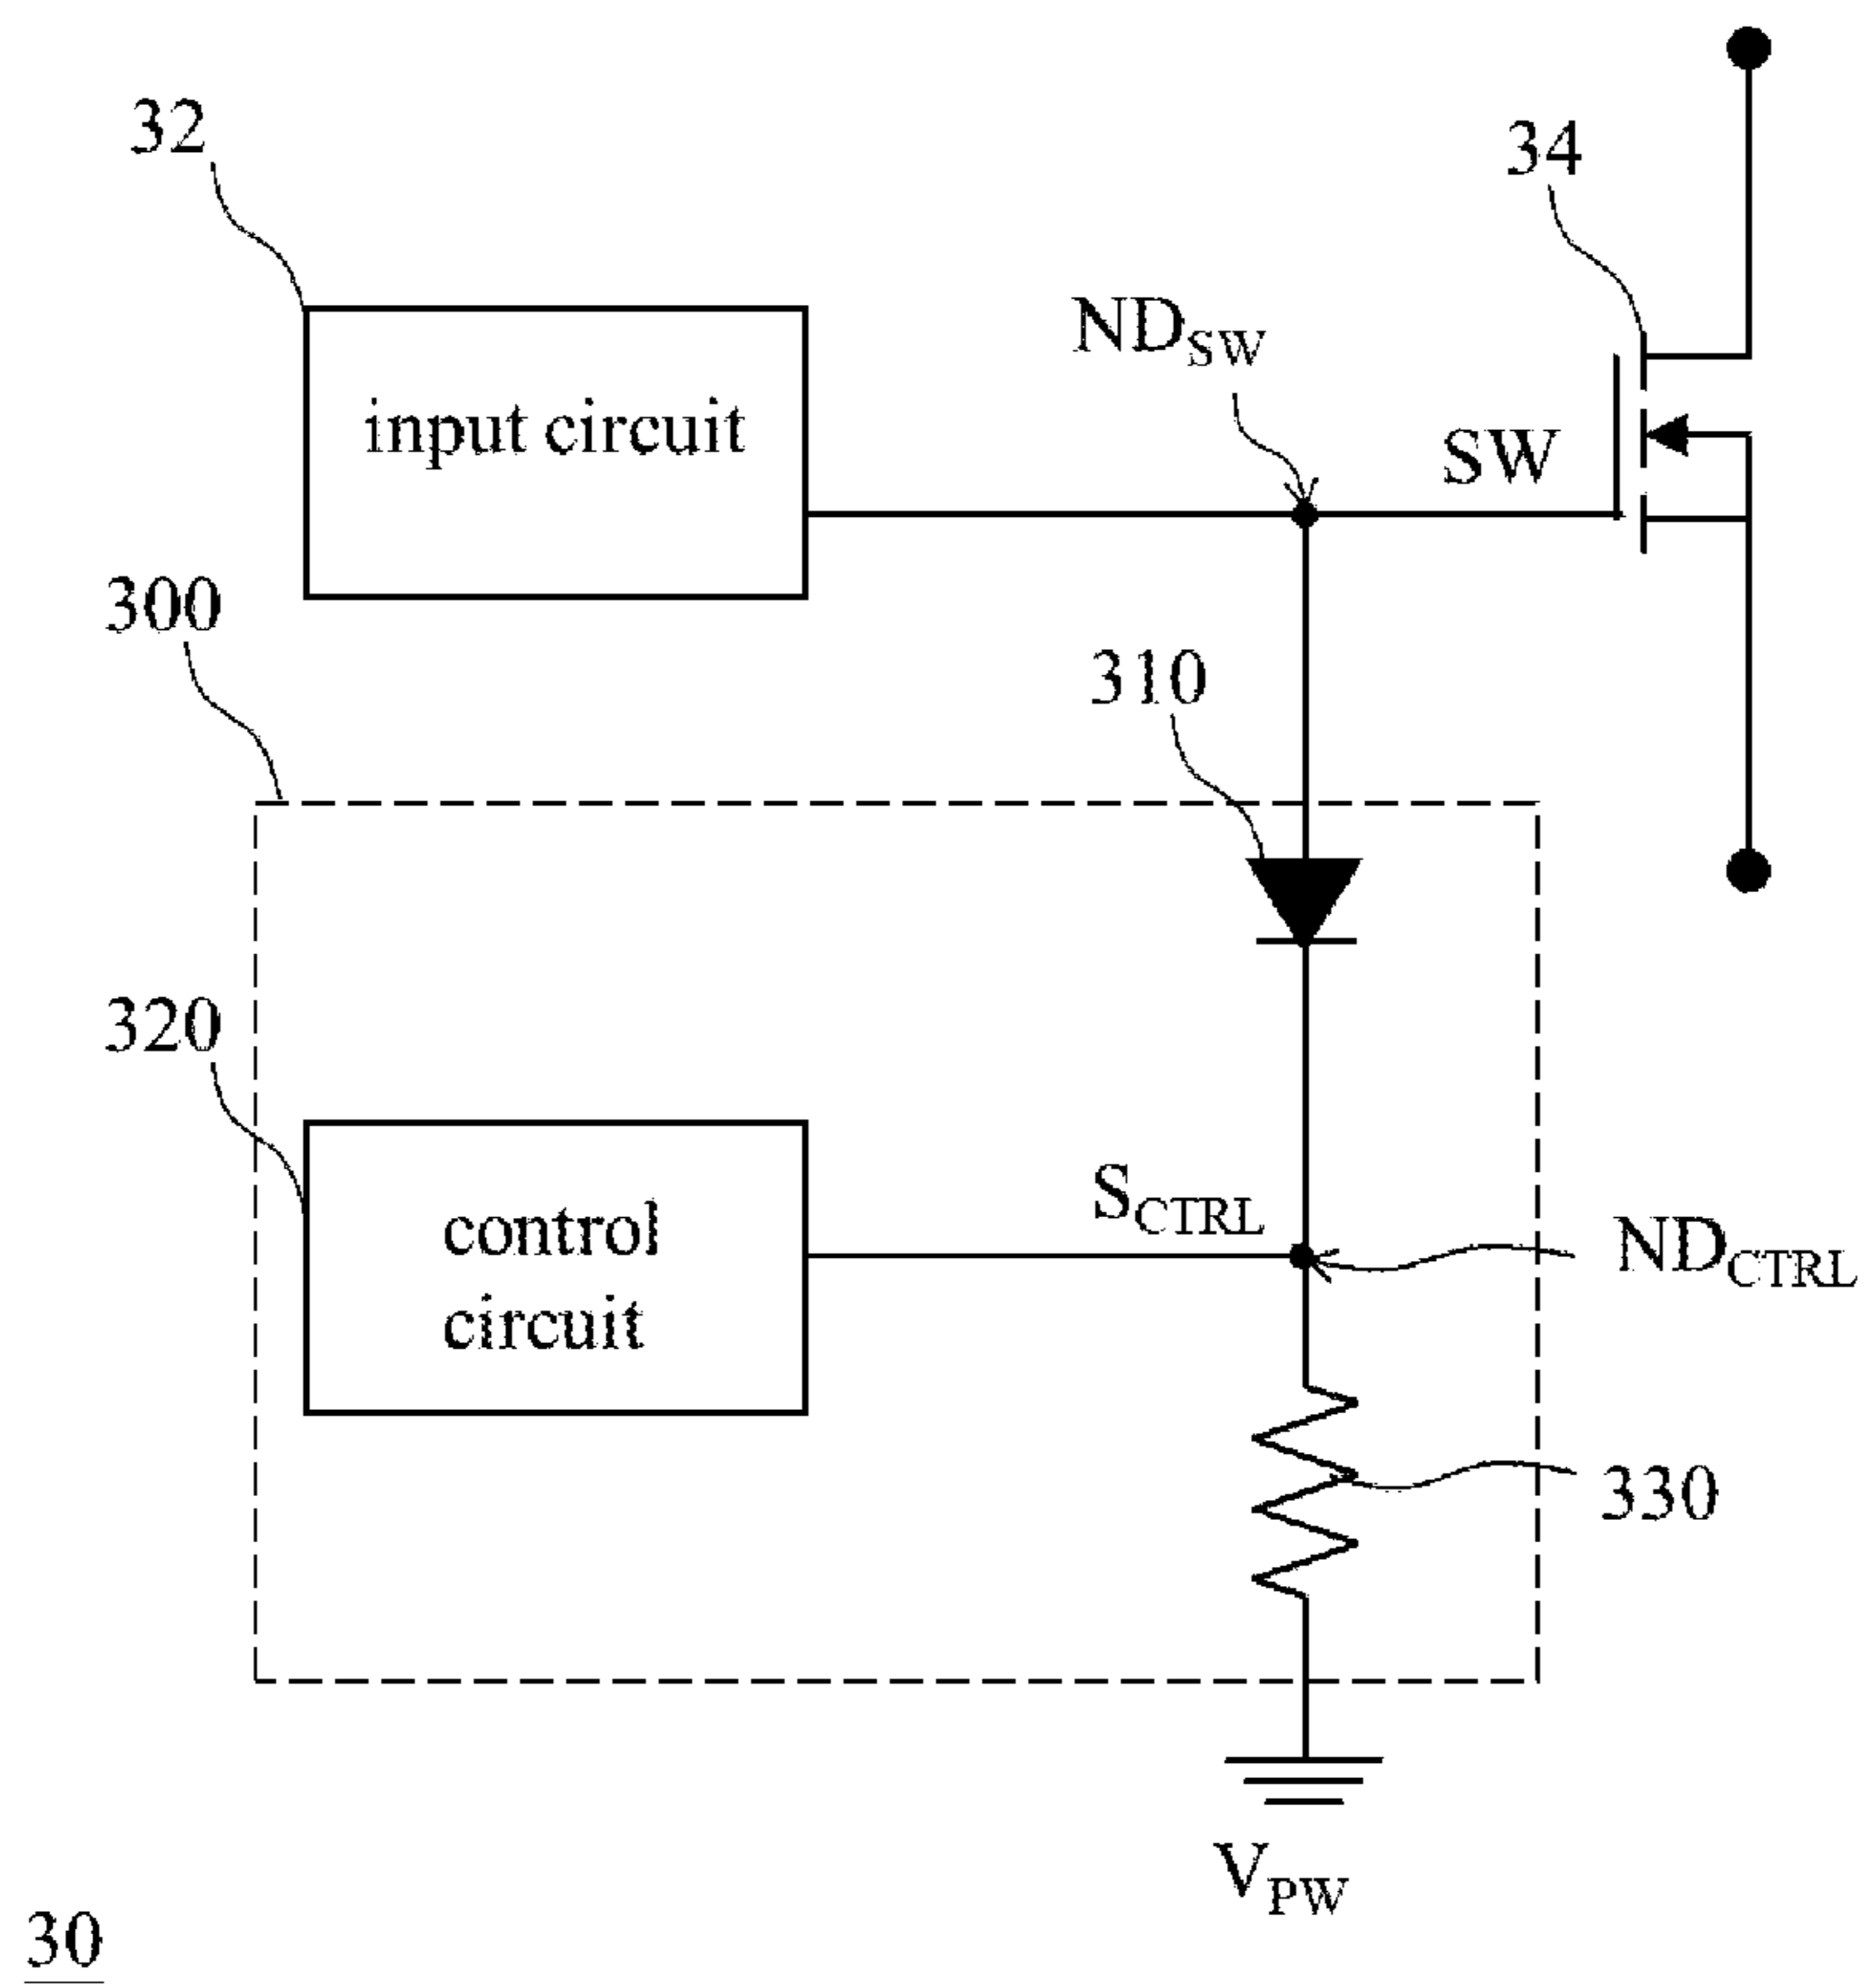 32
34
ND_SW
input circuit
SW
300
310
320
S_CTRL
control
circuit
ND_CTRL
330
V_PW
30